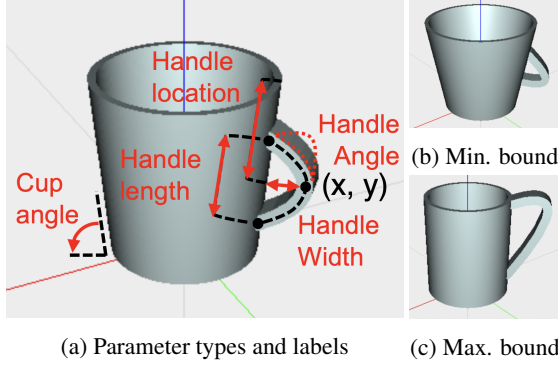 Handle
location
Handle
Angle
Handle
length
(x, y)
Cup
angle
Handle
Width
(a) Parameter types and labels
(b) Min. bound
(c) Max. bound